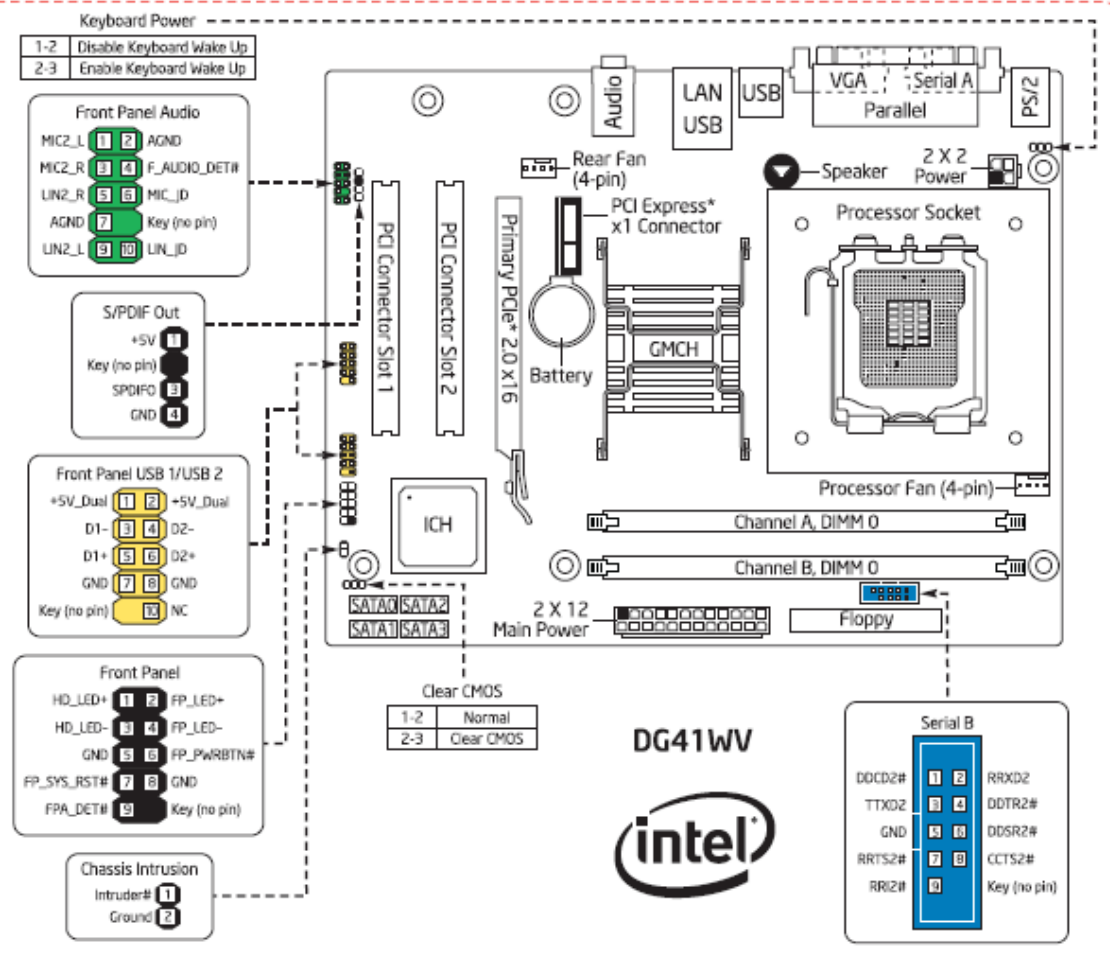 Keyboard Power
1-2 Disable Keyboard Wake Up
2-3 Enable Keyboard Wake Up
Front Panel Audio
MIC2_L 1 2 AGND
MIC2_R 3 4 F_AUDIO_DET#
LIN2_R 5 6 MIC_ID
AGND 7 Key (no pin)
LIN2_L 9 10 LIN_ID
S/PDIF Out
+5V 1
Key (no pin)
SPDIFO 3
GND 4
Front Panel USB 1/USB 2
+5V_Dual 1 2 +5V_Dual
D1- 3 4 D2-
D1+ 5 6 D2+
GND 7 8 GND
Key (no pin) 10 NC
Front Panel
HD_LED+ 1 2 FP_LED+
HD_LED- 3 4 FP_LED-
GND 5 6 FP_PWRBTN#
FP_SYS_RST# 7 8 GND
FPA_DET# 9 Key (no pin)
Chassis Intrusion
Intruder# 1
Ground 2
Audio
LAN
USB
USB
VGA
Serial A
Parallel
PS/2
Rear Fan
(4-pin)
Speaker
2 X 2
Power
PCI Express*
x1 Connector
Processor Socket
PCI Connector Slot 1
PCI Connector Slot 2
Primary PCIe* 2.0 x16
GMCH
Battery
Processor Fan (4-pin)
ICH
Channel A, DIMM 0
Channel B, DIMM 0
SATA0 SATA2
SATA1 SATA3
2 X 12
Main Power
Floppy
Clear CMOS
1-2 Normal
2-3 Clear CMOS
DG41WV
intel
Serial B
DDCD2# 1 2 RRXD2
TTXD2 3 4 DDTR2#
GND 5 6 DDSR2#
RRTS2# 7 8 CCTS2#
RRI2# 9 Key (no pin)